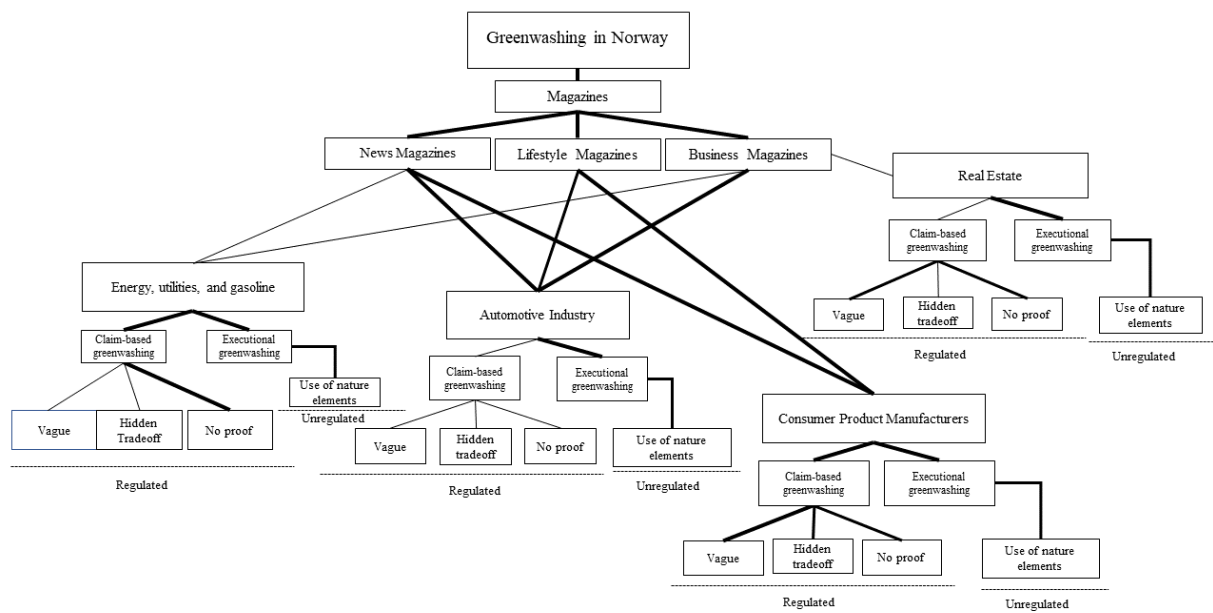 Greenwashing in Norway
Magazines
News Magazines
Lifestyle Magazines
Business Magazines
Real Estate
Claim-based
greenwashing
Executional
greenwashing
Vague
Hidden
tradeoff
No proof
Use of nature
elements
Regulated
Unregulated
Energy, utilities, and gasoline
Claim-based
greenwashing
Executional
greenwashing
Use of nature
elements
Unregulated
Vague
Hidden
Tradeoff
No proof
Regulated
Automotive Industry
Claim-based
greenwashing
Executional
greenwashing
Vague
Hidden
tradeoff
No proof
Use of nature
elements
Regulated
Unregulated
Consumer Product Manufacturers
Claim-based
greenwashing
Executional
greenwashing
Vague
Hidden
tradeoff
No proof
Use of nature
elements
Regulated
Unregulated